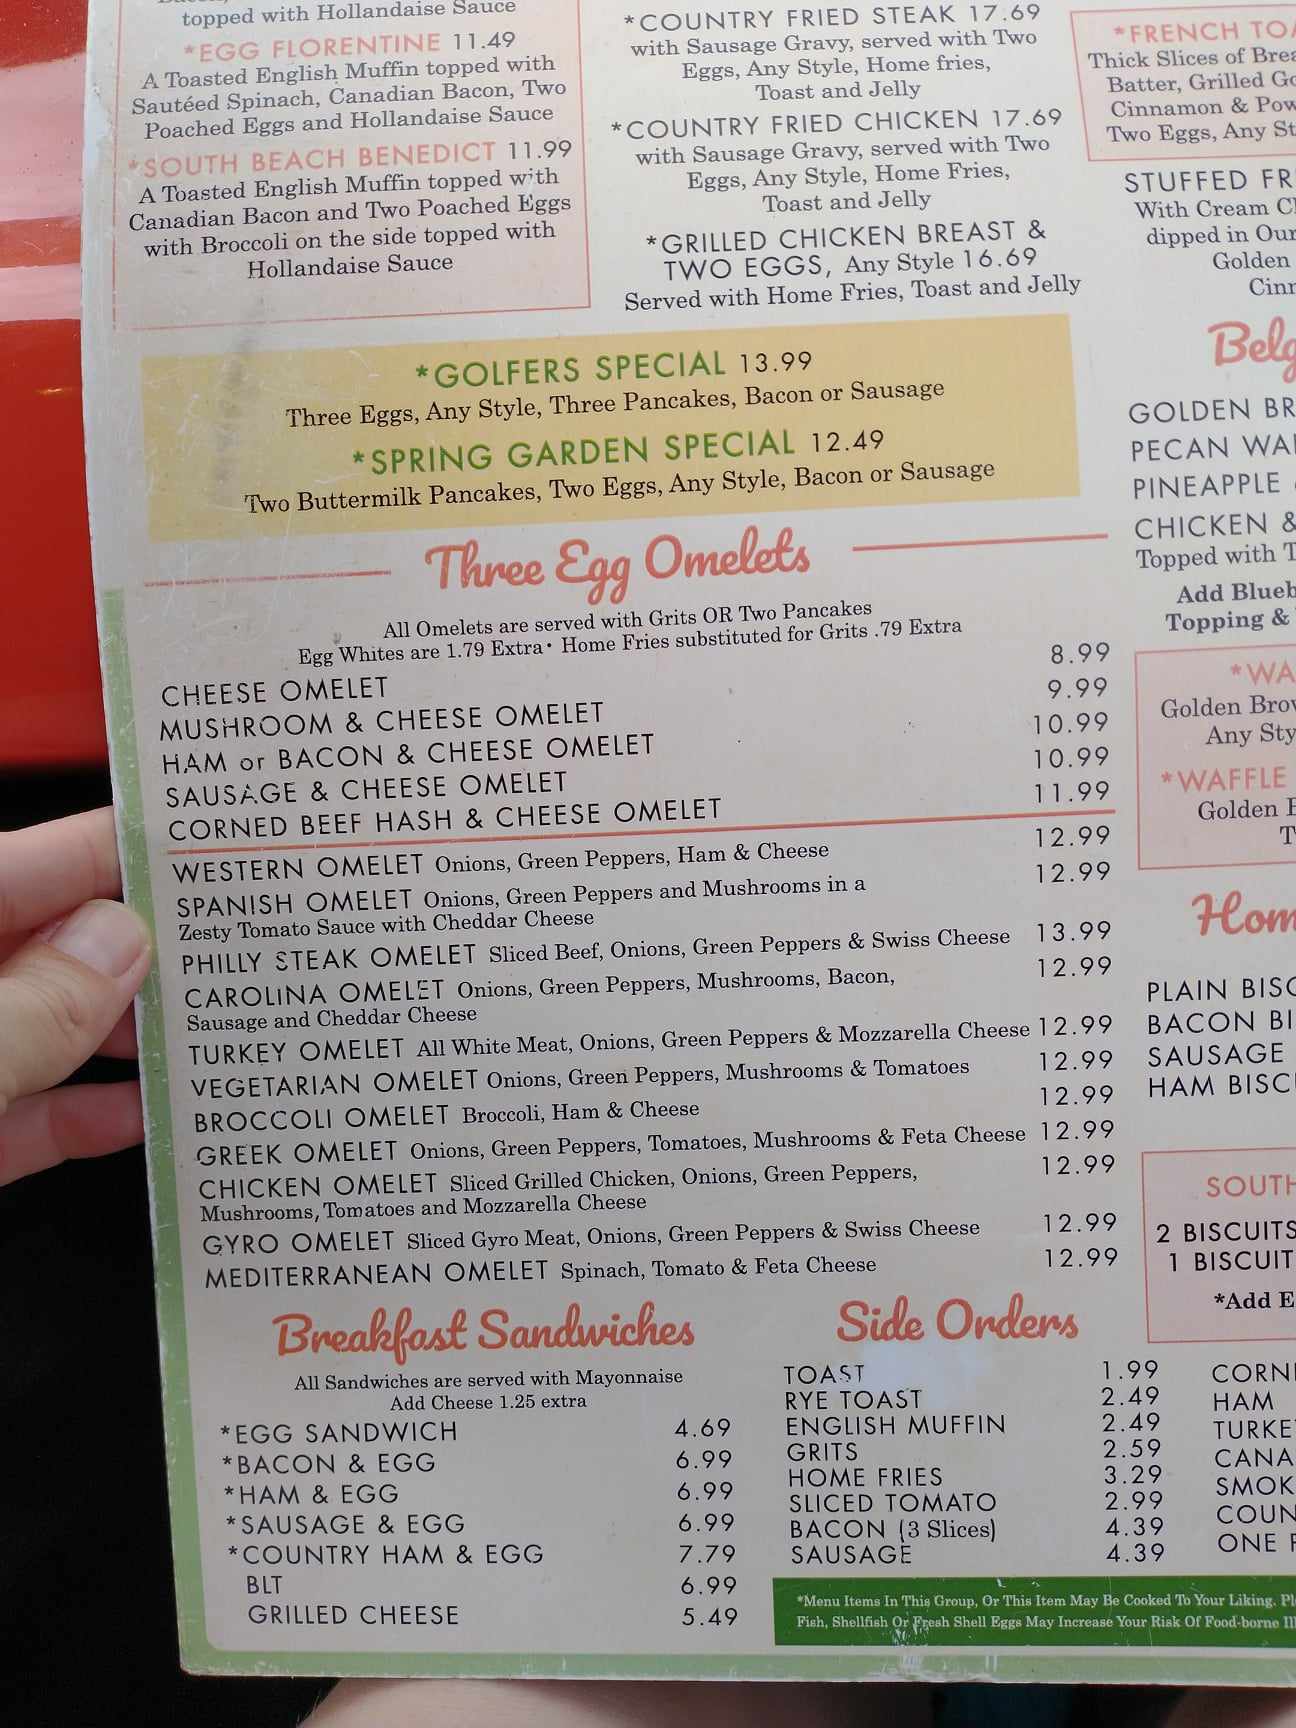 topped with Hollandaise Sauce
*EGG FLORENTINE 11.49
A Toasted English Muffin topped with
Sautéed Spinach, Canadian Bacon, Two
Poached Eggs and Hollandaise Sauce
*SOUTH BEACH BENEDICT 11.99
A Toasted English Muffin topped with
Canadian Bacon and Two Poached Eggs
with Broccoli on the side topped with
Hollandaise Sauce
*COUNTRY FRIED STEAK 17.69
with Sausage Gravy, served with Two
Eggs, Any Style, Home fries,
Toast and Jelly
*COUNTRY FRIED CHICKEN 17.69
with Sausage Gravy, served with Two
Eggs, Any Style, Home Fries,
Toast and Jelly
*GRILLED CHICKEN BREAST &
TWO EGGS, Any Style 16.69
Served with Home Fries, Toast and Jelly
*GOLFERS SPECIAL 13.99
Three Eggs, Any Style, Three Pancakes, Bacon or Sausage
*SPRING GARDEN SPECIAL 12.49
Two Buttermilk Pancakes, Two Eggs, Any Style, Bacon or Sausage
Three Egg Omelets
All Omelets are served with Grits OR Two Pancakes
Egg Whites are 1.79 Extra • Home Fries substituted for Grits .79 Extra
CHEESE OMELET 8.99
MUSHROOM & CHEESE OMELET 9.99
HAM or BACON & CHEESE OMELET 10.99
SAUSAGE & CHEESE OMELET 10.99
CORNED BEEF HASH & CHEESE OMELET 11.99
WESTERN OMELET Onions, Green Peppers, Ham & Cheese 12.99
SPANISH OMELET Onions, Green Peppers and Mushrooms in a 12.99
Zesty Tomato Sauce with Cheddar Cheese
PHILLY STEAK OMELET Sliced Beef, Onions, Green Peppers & Swiss Cheese 13.99
CAROLINA OMELET Onions, Green Peppers, Mushrooms, Bacon, 12.99
Sausage and Cheddar Cheese
TURKEY OMELET All White Meat, Onions, Green Peppers & Mozzarella Cheese 12.99
VEGETARIAN OMELET Onions, Green Peppers, Mushrooms & Tomatoes 12.99
BROCCOLI OMELET Broccoli, Ham & Cheese 12.99
GREEK OMELET Onions, Green Peppers, Tomatoes, Mushrooms & Feta Cheese 12.99
CHICKEN OMELET Sliced Grilled Chicken, Onions, Green Peppers, 12.99
Mushrooms, Tomatoes and Mozzarella Cheese
GYRO OMELET Sliced Gyro Meat, Onions, Green Peppers & Swiss Cheese 12.99
MEDITERRANEAN OMELET Spinach, Tomato & Feta Cheese 12.99
Breakfast Sandwiches
All Sandwiches are served with Mayonnaise
Add Cheese 1.25 extra
*EGG SANDWICH 4.69
*BACON & EGG 6.99
*HAM & EGG 6.99
*SAUSAGE & EGG 6.99
*COUNTRY HAM & EGG 7.79
BLT 6.99
GRILLED CHEESE 5.49
Side Orders
TOAST 1.99
RYE TOAST 2.49
ENGLISH MUFFIN 2.49
GRITS 2.59
HOME FRIES 3.29
SLICED TOMATO 2.99
BACON (3 Slices) 4.39
SAUSAGE 4.39
HAM
*Menu Items In This Group, Or This Item May Be Cooked To Your Liking.
Fish, Shellfish Or Fresh Shell Eggs May Increase Your Risk Of Food-borne
*FRENCH
Thick Slices of
Batter, Grilled
Cinnamon &
Two Eggs, Any
STUFFED
With Cream
dipped in Our
Golden
GOLDEN
PECAN
PINEAPPLE
CHICKEN &
Topped with
Add
Topping &
Golden
Any
*WAFFLE
Golden
PLAIN
BACON
SAUSAGE
HAM
2 BISCUITS
1 BISCUIT
*Add